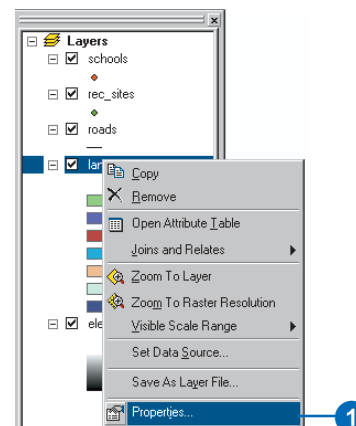 Layers
schools
rec_sites
roads
lan
Copy
Remove
Open Attribute Table
Joins and Relates
Zoom To Layer
Zoom To Raster Resolution
Visible Scale Range
ele
Set Data Source...
Save As Layer File...
Properties...
1